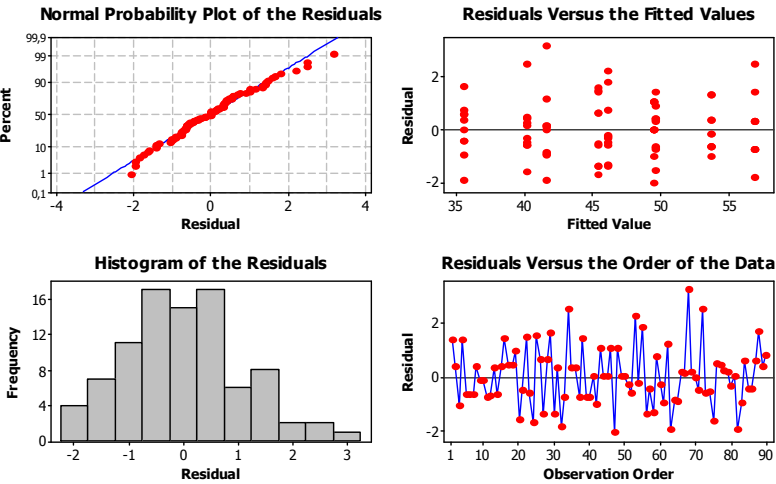 Normal Probability Plot of the Residuals
99,9
99
90
50
10
1
0,1
Percent
-4 -2 0 2 4
Residual
Residuals Versus the Fitted Values
2
0
-2
Residual
35 40 45 50 55
Fitted Value
Histogram of the Residuals
16
12
8
4
0
Frequency
-2 -1 0 1 2 3
Residual
Residuals Versus the Order of the Data
2
0
-2
Residual
1 10 20 30 40 50 60 70 80 90
Observation Order